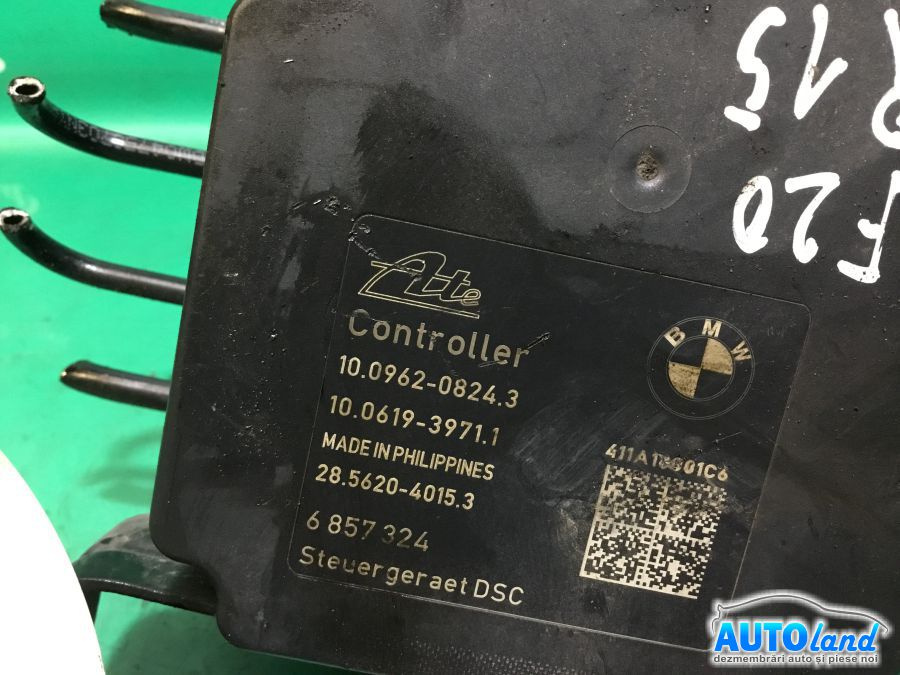 R 15
F20
Ate
Controller
BMW
10.0962-0824.3
10.0619-3971.1
MADE IN PHILIPPINES
28.5620-4015.3
6 857 324
Steuergeraet DSC
AUTOland
dezmembrări auto și piese noi